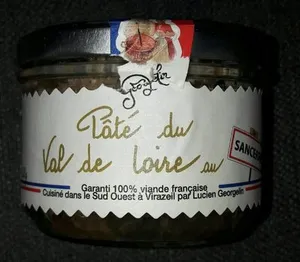 Georgelin
Pâté du
Val de Loire au
SANCERRE
Garanti 100% viande française
Cuisiné dans le Sud Ouest à Virazeil par Lucien Georgelin